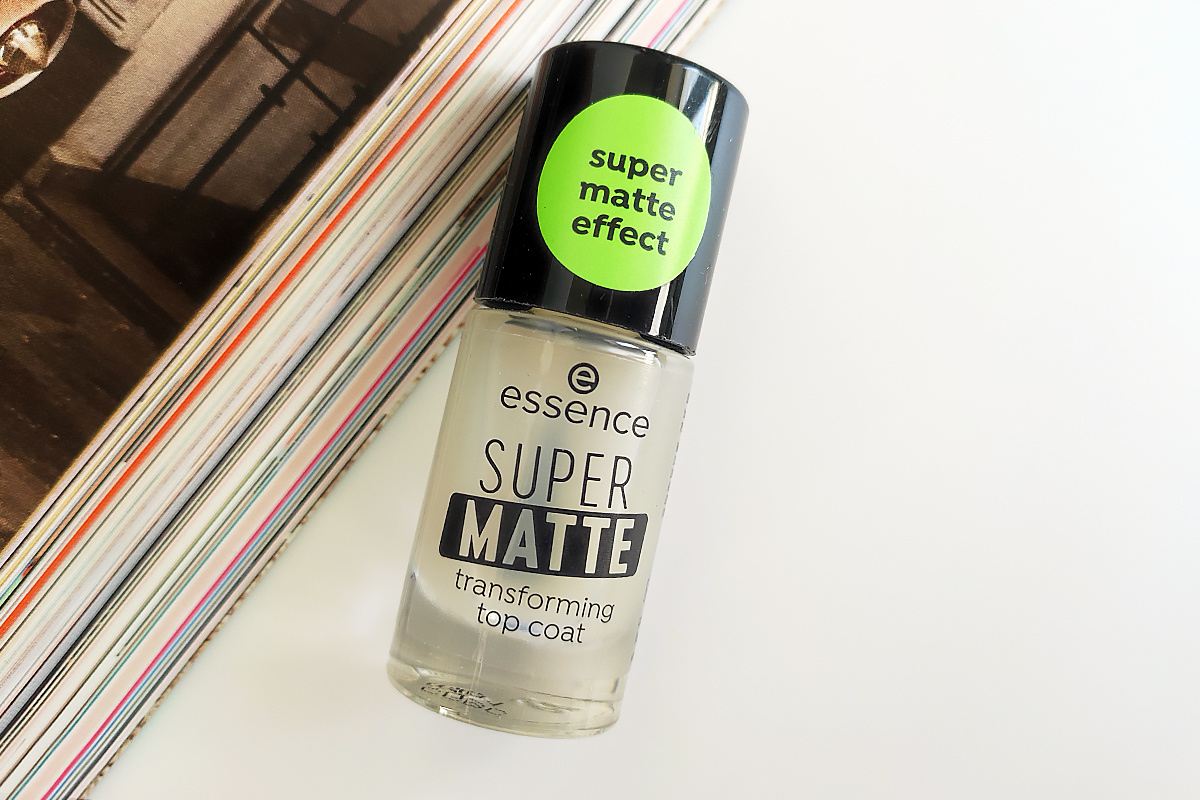 super
matte
effect
e
essence
SUPER
MATTE
transforming
top coat